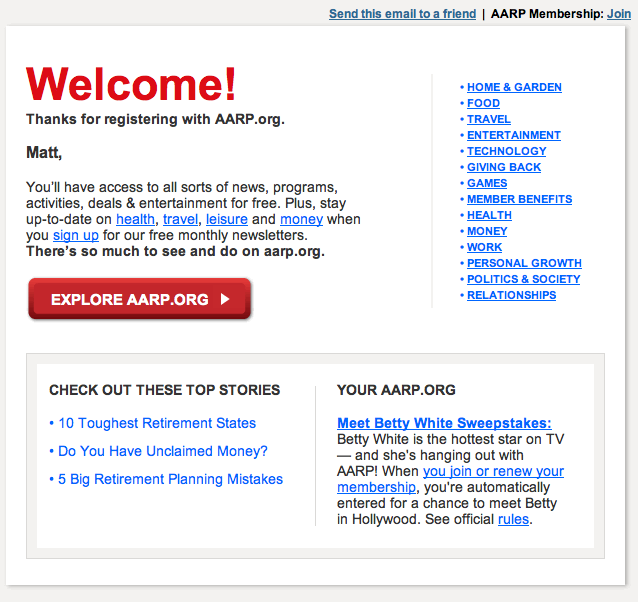 Send this email to a friend | AARP Membership: Join
Welcome!
Thanks for registering with AARP.org.
Matt,
You’ll have access to all sorts of news, programs,
activities, deals & entertainment for free. Plus, stay
up-to-date on health, travel, leisure and money when
you sign up for our free monthly newsletters.
There’s so much to see and do on aarp.org.
EXPLORE AARP.ORG
• HOME & GARDEN
• FOOD
• TRAVEL
• ENTERTAINMENT
• TECHNOLOGY
• GIVING BACK
• GAMES
• MEMBER BENEFITS
• HEALTH
• MONEY
• WORK
• PERSONAL GROWTH
• POLITICS & SOCIETY
• RELATIONSHIPS
CHECK OUT THESE TOP STORIES
• 10 Toughest Retirement States
• Do You Have Unclaimed Money?
• 5 Big Retirement Planning Mistakes
YOUR AARP.ORG
Meet Betty White Sweepstakes:
Betty White is the hottest star on TV
— and she's hanging out with
AARP! When you join or renew your
membership, you're automatically
entered for a chance to meet Betty
in Hollywood. See official rules.